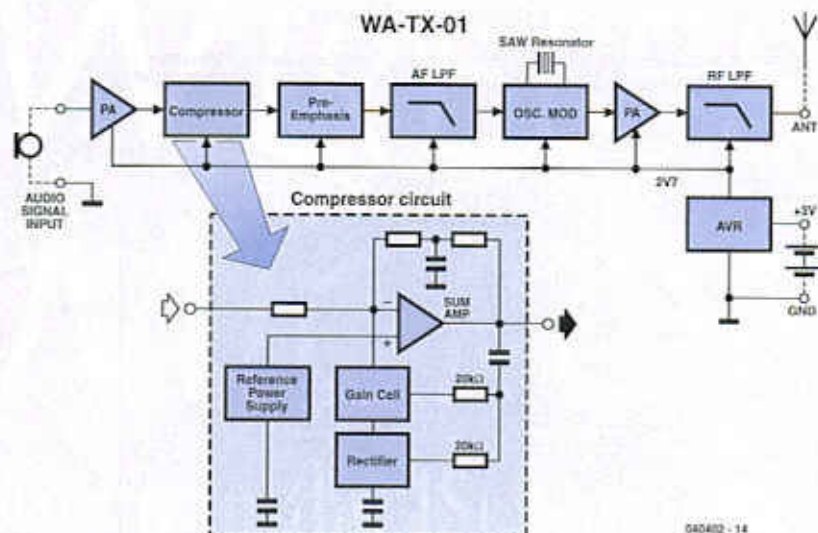 WA-TX-01
SAW Resonator
AF LPF
RF LPF
PA
Compressor
Pre-
Emphasis
OSC. MOD
PA
ANT
AUDIO
SIGNAL
INPUT
2V7
Compressor circuit
AVR
+3V
GND
−
+
SUM
AMP
Reference
Power
Supply
Gain Cell
20kΩ
Rectifier
20kΩ
040402 - 14